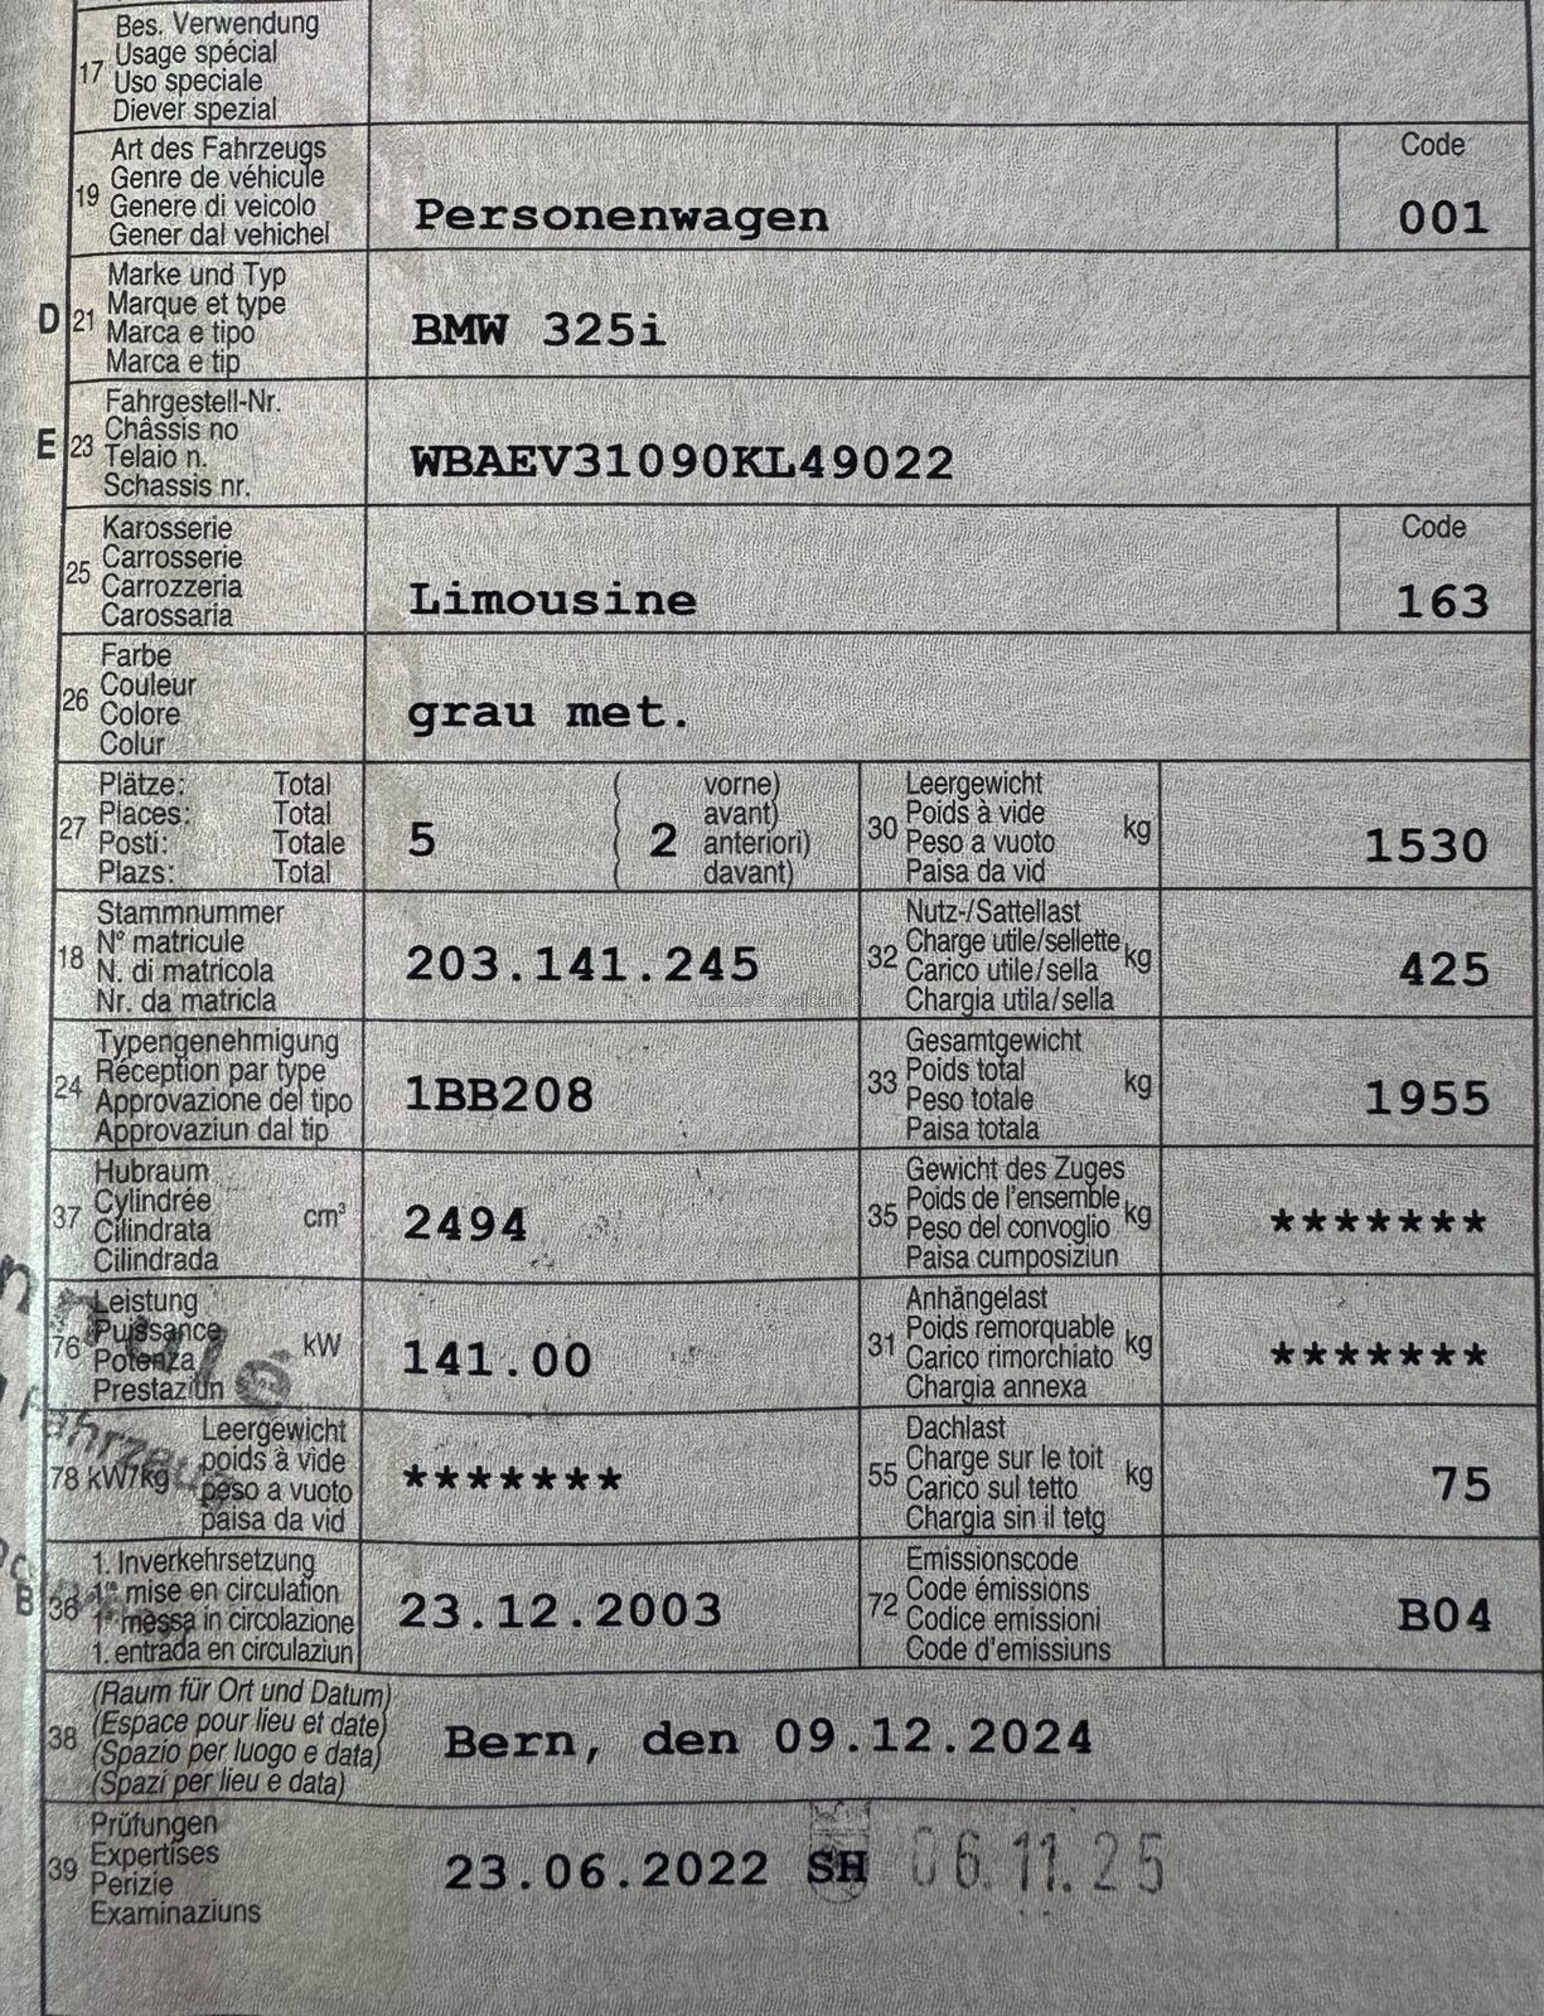 17 Bes. Verwendung
Usage spécial
Uso speciale
Diever spezial
19 Art des Fahrzeugs
Genre de véhicule
Genere di veicolo
Gener dal vehichel
Personenwagen
Code
001
D 21 Marke und Typ
Marque et type
Marca e tipo
Marca e tip
BMW 325i
E 23 Fahrgestell-Nr.
Châssis no
Telaio n.
Schassis nr.
WBAEV31090KL49022
25 Karosserie
Carrosserie
Carrozzeria
Carossaria
Limousine
Code
163
26 Farbe
Couleur
Colore
Colur
grau met.
27 Plätze: Total
Places: Total
Posti: Totale
Plazs: Total
5
( 2 vorne)
avant)
anteriori)
davant)
30 Leergewicht
Poids à vide
Peso a vuoto
Paisa da vid
kg
1530
18 Stammnummer
N° matricule
N. di matricola
Nr. da matricla
203.141.245
32 Nutz-/Sattellast
Charge utile/sellette
Carico utile/sella
Chargia utila/sella
kg
425
24 Typengenehmigung
Réception par type
Approvazione del tipo
Approvaziun dal tip
1BB208
33 Gesamtgewicht
Poids total
Peso totale
Paisa totala
kg
1955
37 Hubraum
Cylindrée
Cilindrata
Cilindrada
cm³
2494
35 Gewicht des Zuges
Poids de l'ensemble
Peso del convoglio
Paisa cumposiziun
kg
*******
76 Leistung
Puissance
Potenza
Prestaziun
kW
141.00
31 Anhängelast
Poids remorquable
Carico rimorchiato
Chargia annexa
kg
*******
78 kW/kg Leergewicht
poids à vide
peso a vuoto
paisa da vid
*******
55 Dachlast
Charge sur le toit
Carico sul tetto
Chargia sin il tetg
kg
75
B 36 1. Inverkehrsetzung
1re mise en circulation
1a messa in circolazione
1. entrada en circulaziun
23.12.2003
72 Emissionscode
Code émissions
Codice emissioni
Code d'emissiuns
B04
38 (Raum für Ort und Datum)
(Espace pour lieu et date)
(Spazio per luogo e data)
(Spazi per lieu e data)
Bern, den 09.12.2024
39 Prüfungen
Expertises
Perizie
Examinaziuns
23.06.2022 SH 06.11.25